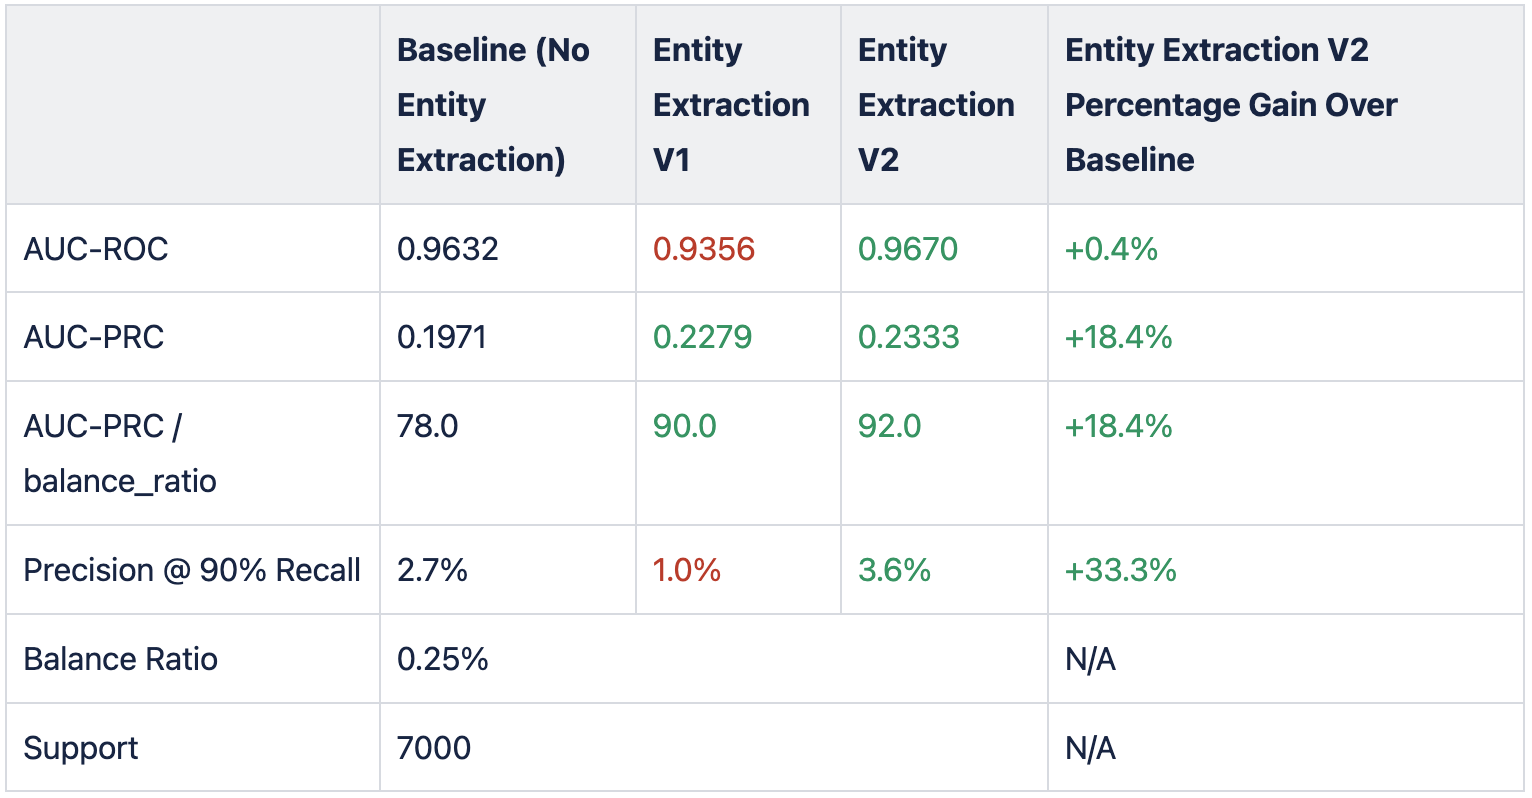 Baseline (No Entity Extraction) Entity Extraction V1 Entity Extraction V2 Entity Extraction V2 Percentage Gain Over Baseline
AUC-ROC 0.9632 0.9356 0.9670 +0.4%
AUC-PRC 0.1971 0.2279 0.2333 +18.4%
AUC-PRC / balance_ratio 78.0 90.0 92.0 +18.4%
Precision @ 90% Recall 2.7% 1.0% 3.6% +33.3%
Balance Ratio 0.25% N/A
Support 7000 N/A